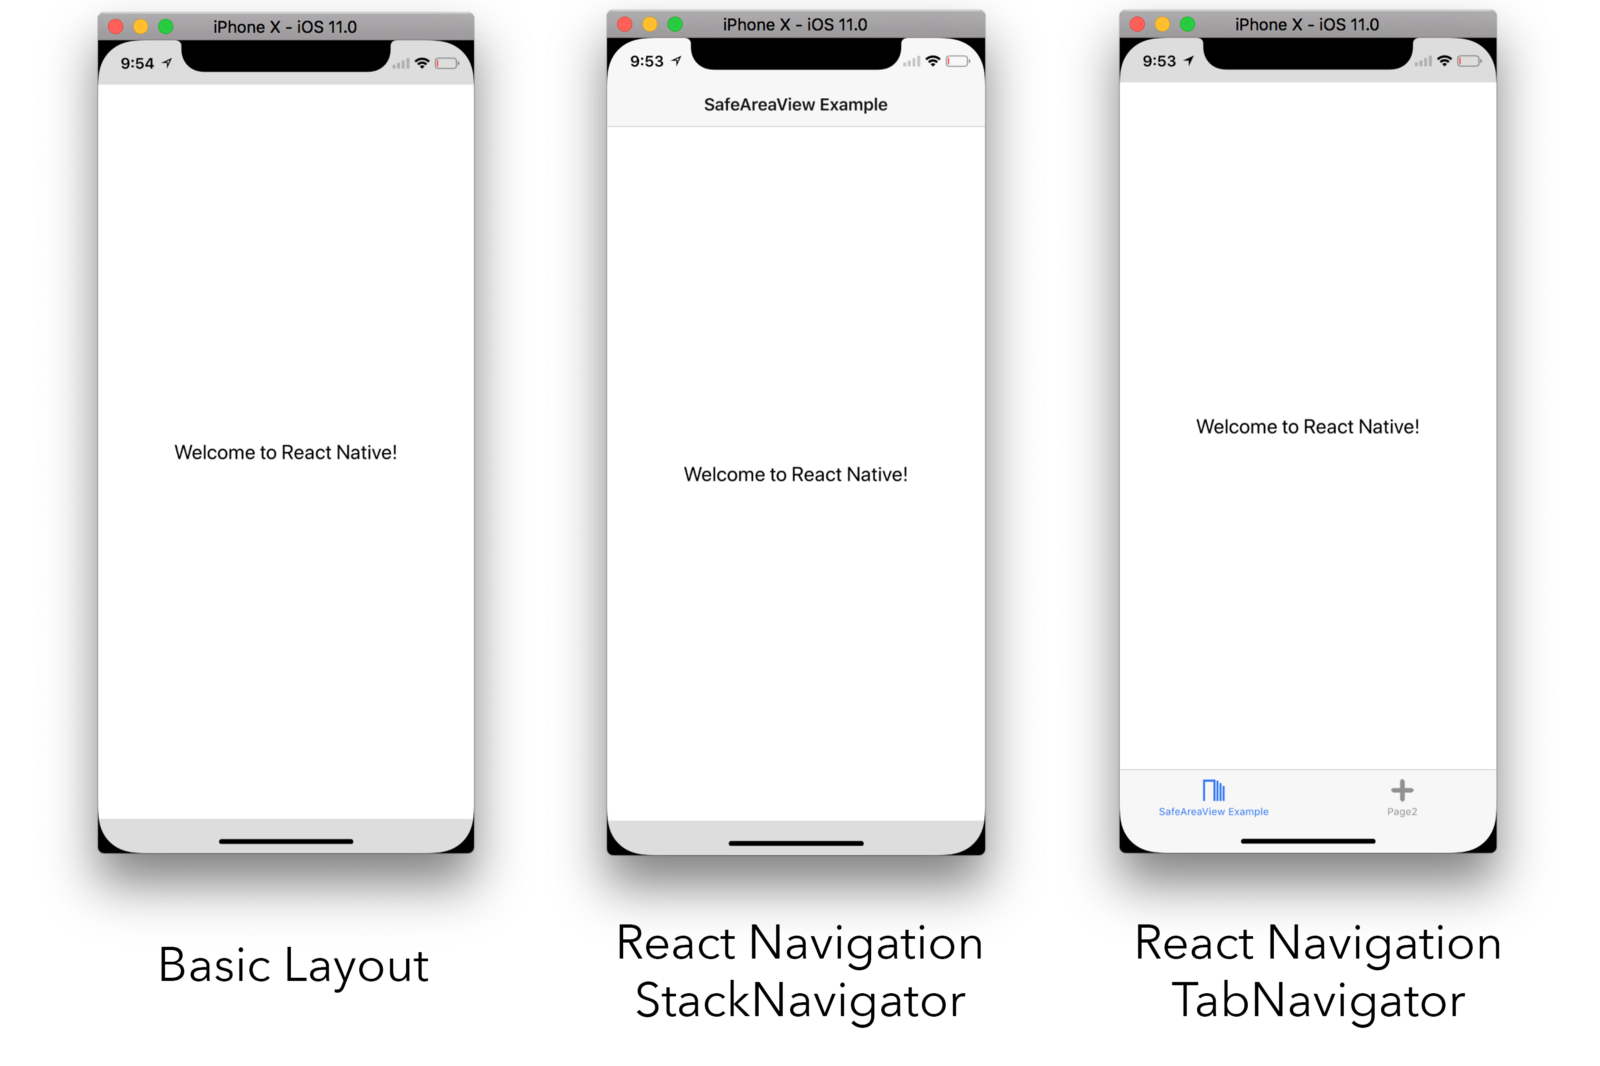 iPhone X - iOS 11.0
9:54
Welcome to React Native!
Basic Layout
iPhone X - iOS 11.0
9:53
SafeAreaView Example
Welcome to React Native!
React Navigation
StackNavigator
iPhone X - iOS 11.0
9:53
Welcome to React Native!
SafeAreaView Example
Page2
React Navigation
TabNavigator